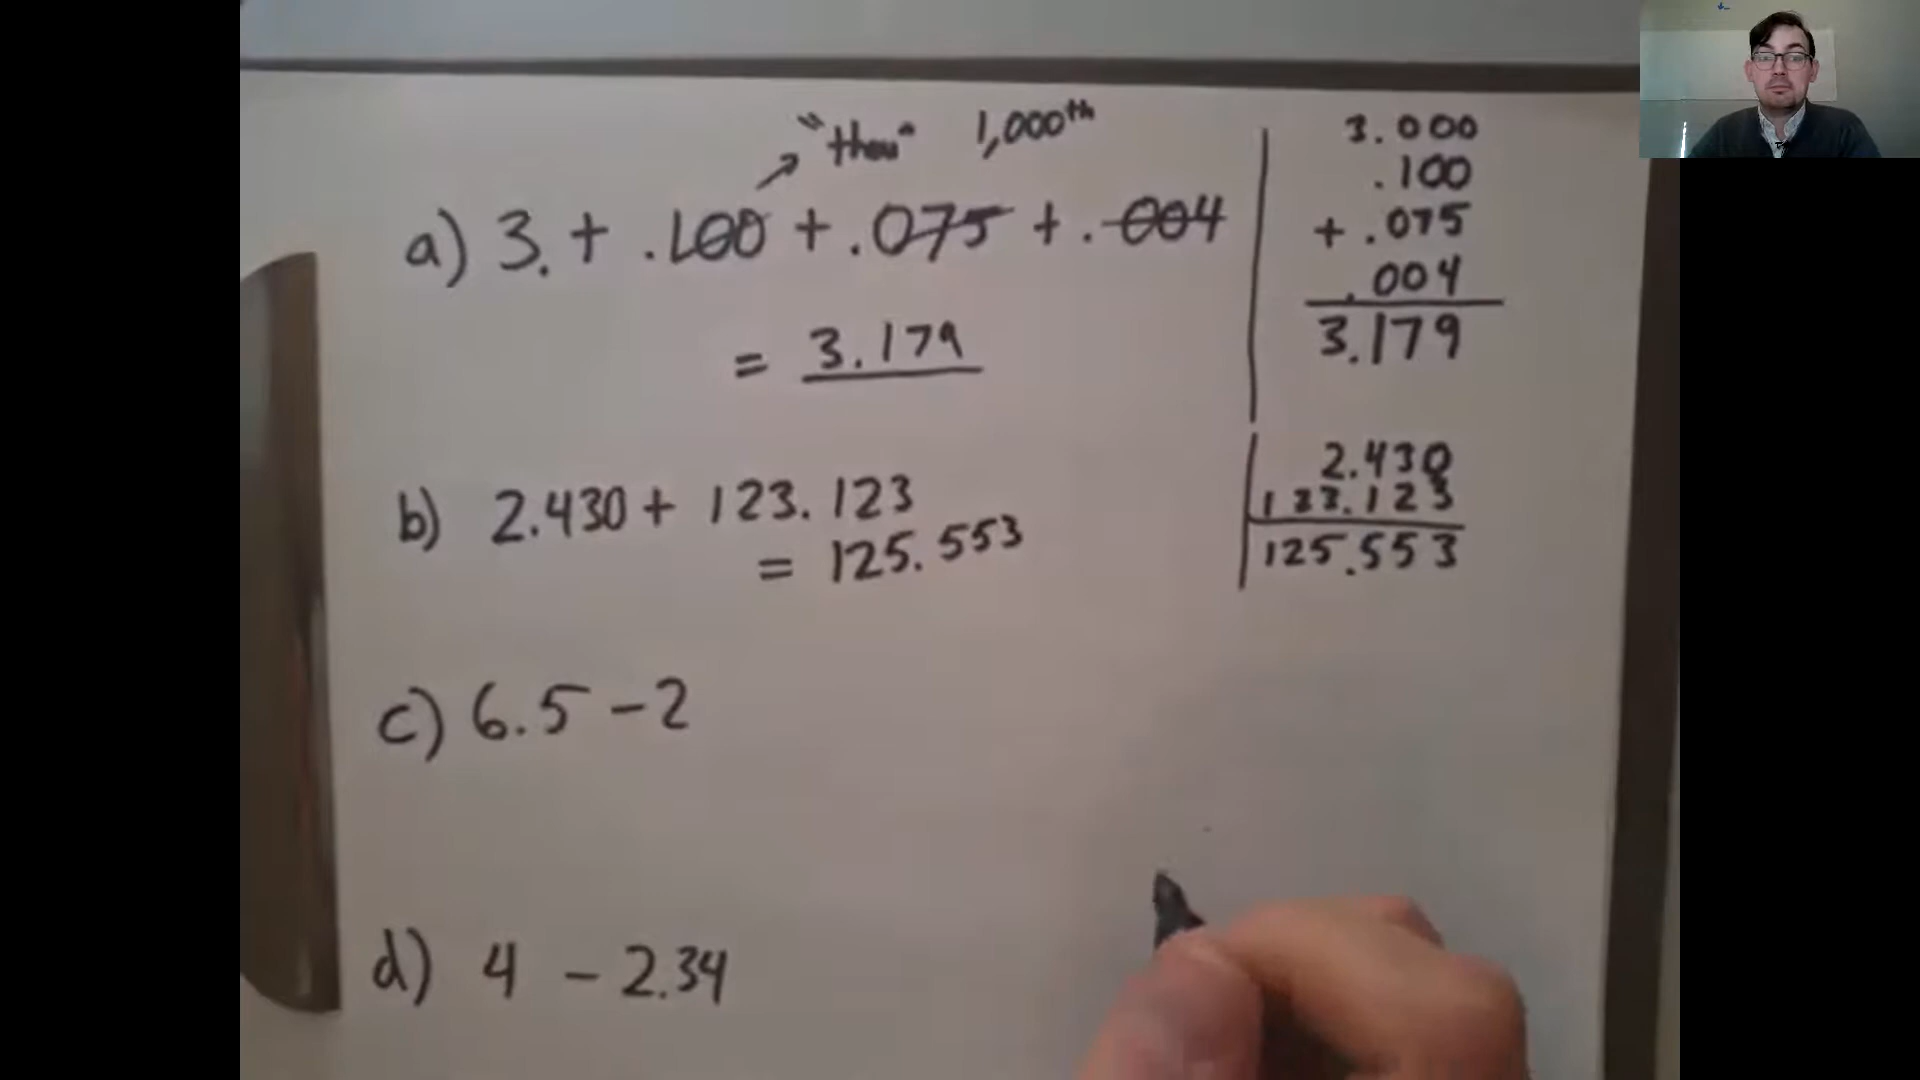 "thou" 1,000th
a) 3. + .100 + .075 + .004
= 3.179
3.000
.100
+ .075
.004
3.179
b) 2.430 + 123.123
= 125.553
2.430
123.123
125.553
c) 6.5 - 2
d) 4 - 2.34